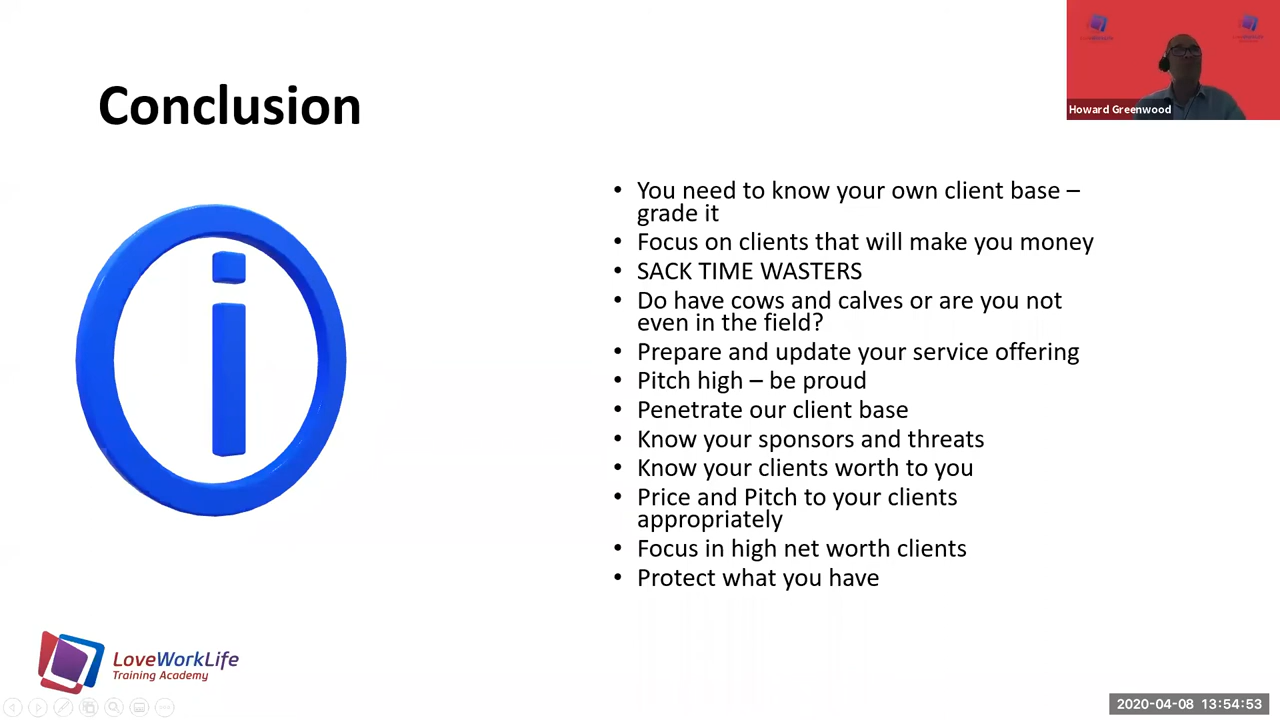 Conclusion
Howard Greenwood
• You need to know your own client base –
grade it
• Focus on clients that will make you money
• SACK TIME WASTERS
• Do have cows and calves or are you not
even in the field?
• Prepare and update your service offering
• Pitch high – be proud
• Penetrate our client base
• Know your sponsors and threats
• Know your clients worth to you
• Price and Pitch to your clients
appropriately
• Focus in high net worth clients
• Protect what you have
LoveWorkLife
Training Academy
2020-04-08 13:54:53